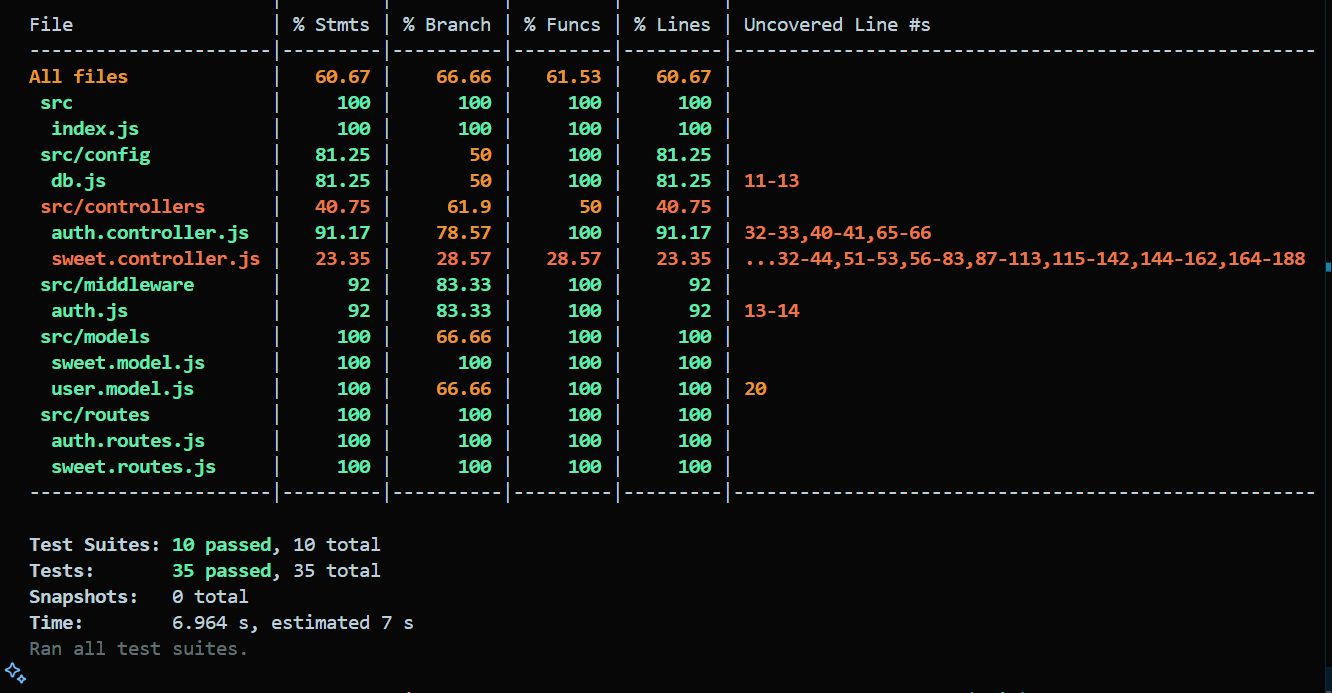 File | % Stmts | % Branch | % Funcs | % Lines | Uncovered Line #s
----------------------|---------|----------|---------|---------|-----------------------------------------------------
All files | 60.67 | 66.66 | 61.53 | 60.67 |
src | 100 | 100 | 100 | 100 |
index.js | 100 | 100 | 100 | 100 |
src/config | 81.25 | 50 | 100 | 81.25 |
db.js | 81.25 | 50 | 100 | 81.25 | 11-13
src/controllers | 40.75 | 61.9 | 50 | 40.75 |
auth.controller.js | 91.17 | 78.57 | 100 | 91.17 | 32-33,40-41,65-66
sweet.controller.js | 23.35 | 28.57 | 28.57 | 23.35 | ...32-44,51-53,56-83,87-113,115-142,144-162,164-188
src/middleware | 92 | 83.33 | 100 | 92 |
auth.js | 92 | 83.33 | 100 | 92 | 13-14
src/models | 100 | 66.66 | 100 | 100 |
sweet.model.js | 100 | 100 | 100 | 100 |
user.model.js | 100 | 66.66 | 100 | 100 | 20
src/routes | 100 | 100 | 100 | 100 |
auth.routes.js | 100 | 100 | 100 | 100 |
sweet.routes.js | 100 | 100 | 100 | 100 |
----------------------|---------|----------|---------|---------|-----------------------------------------------------
Test Suites: 10 passed, 10 total
Tests: 35 passed, 35 total
Snapshots: 0 total
Time: 6.964 s, estimated 7 s
Ran all test suites.